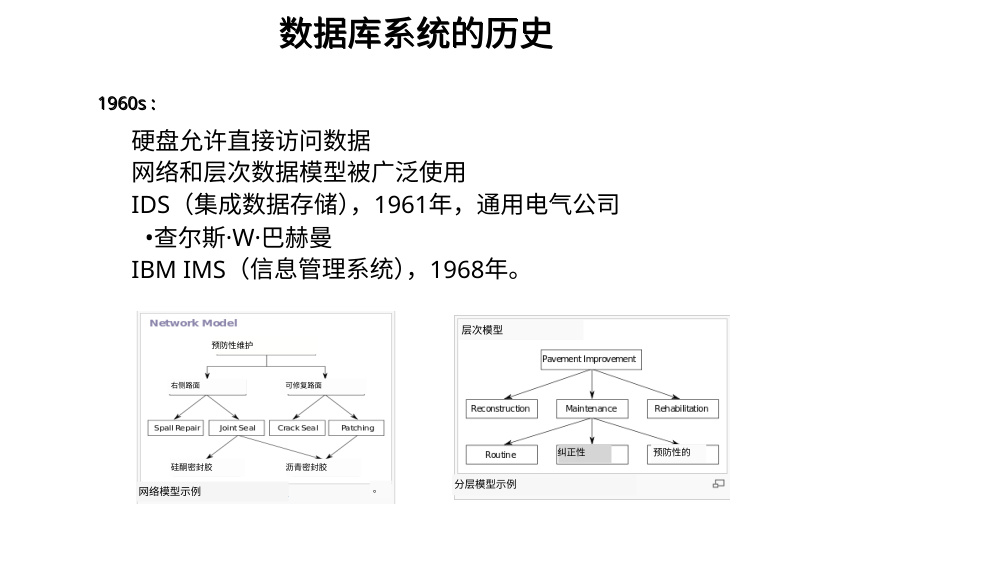 数据库系统的历史
1960s :
硬盘允许直接访问数据
网络和层次数据模型被广泛使用
IDS（集成数据存储），1961年，通用电气公司
•查尔斯·W·巴赫曼
IBM IMS（信息管理系统），1968年。
Network Model
预防性维护
右侧路面
可修复路面
Spall Repair
Joint Seal
Crack Seal
Patching
硅酮密封胶
沥青密封胶
网络模型示例
。
层次模型
Pavement Improvement
Reconstruction
Maintenance
Rehabilitation
Routine
纠正性
预防性的
分层模型示例